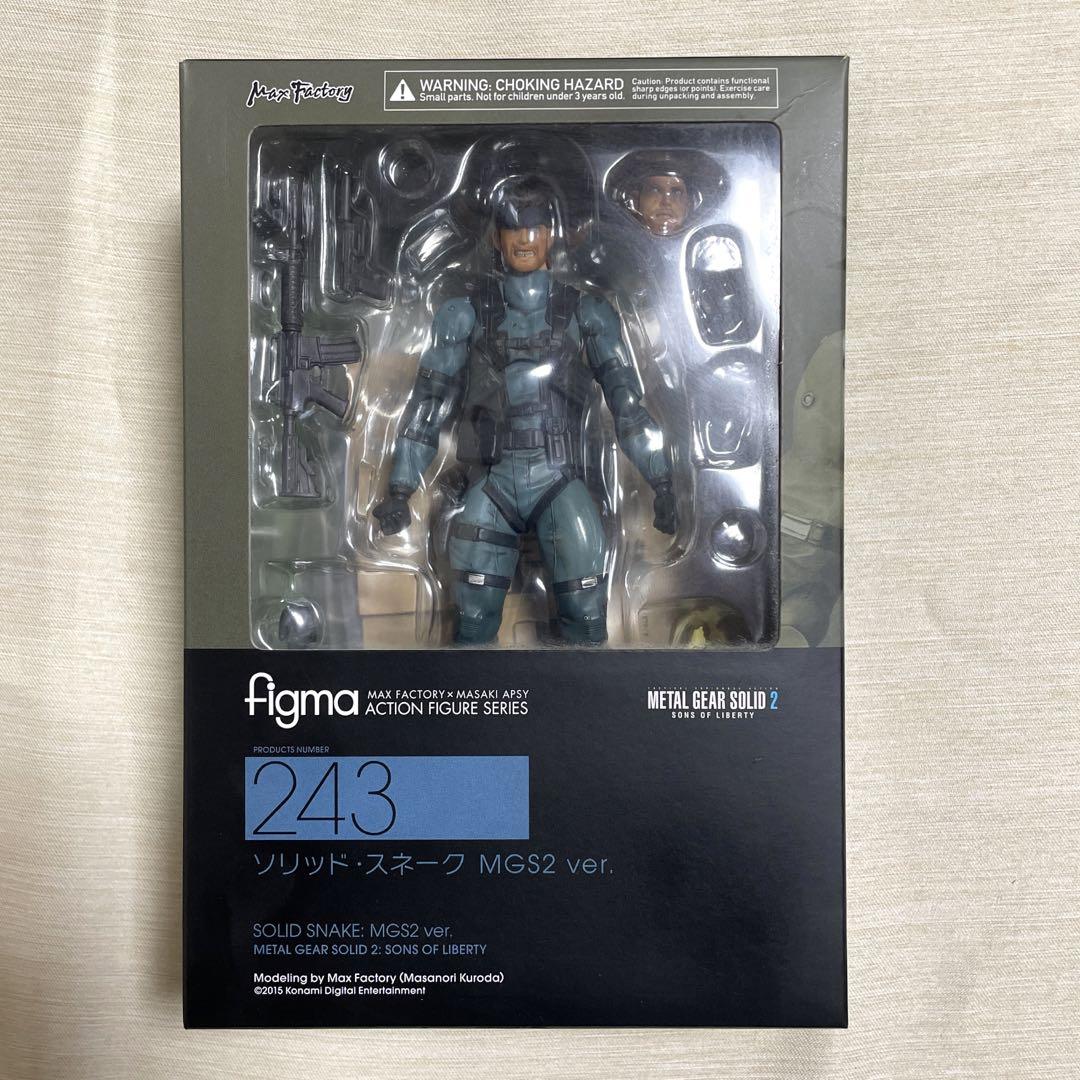 Max Factory
WARNING: CHOKING HAZARD
Small parts. Not for children under 3 years old.
Caution: Product contains functional
sharp edges (or points). Exercise care
during unpacking and assembly.
figma
MAX FACTORY × MASAKI APSY
ACTION FIGURE SERIES
TACTICAL ESPIONAGE ACTION
METAL GEAR SOLID 2
SONS OF LIBERTY
PRODUCTS NUMBER
243
ソリッド・スネーク MGS2 ver.
SOLID SNAKE: MGS2 ver.
METAL GEAR SOLID 2: SONS OF LIBERTY
Modeling by Max Factory (Masanori Kuroda)
©2015 Konami Digital Entertainment